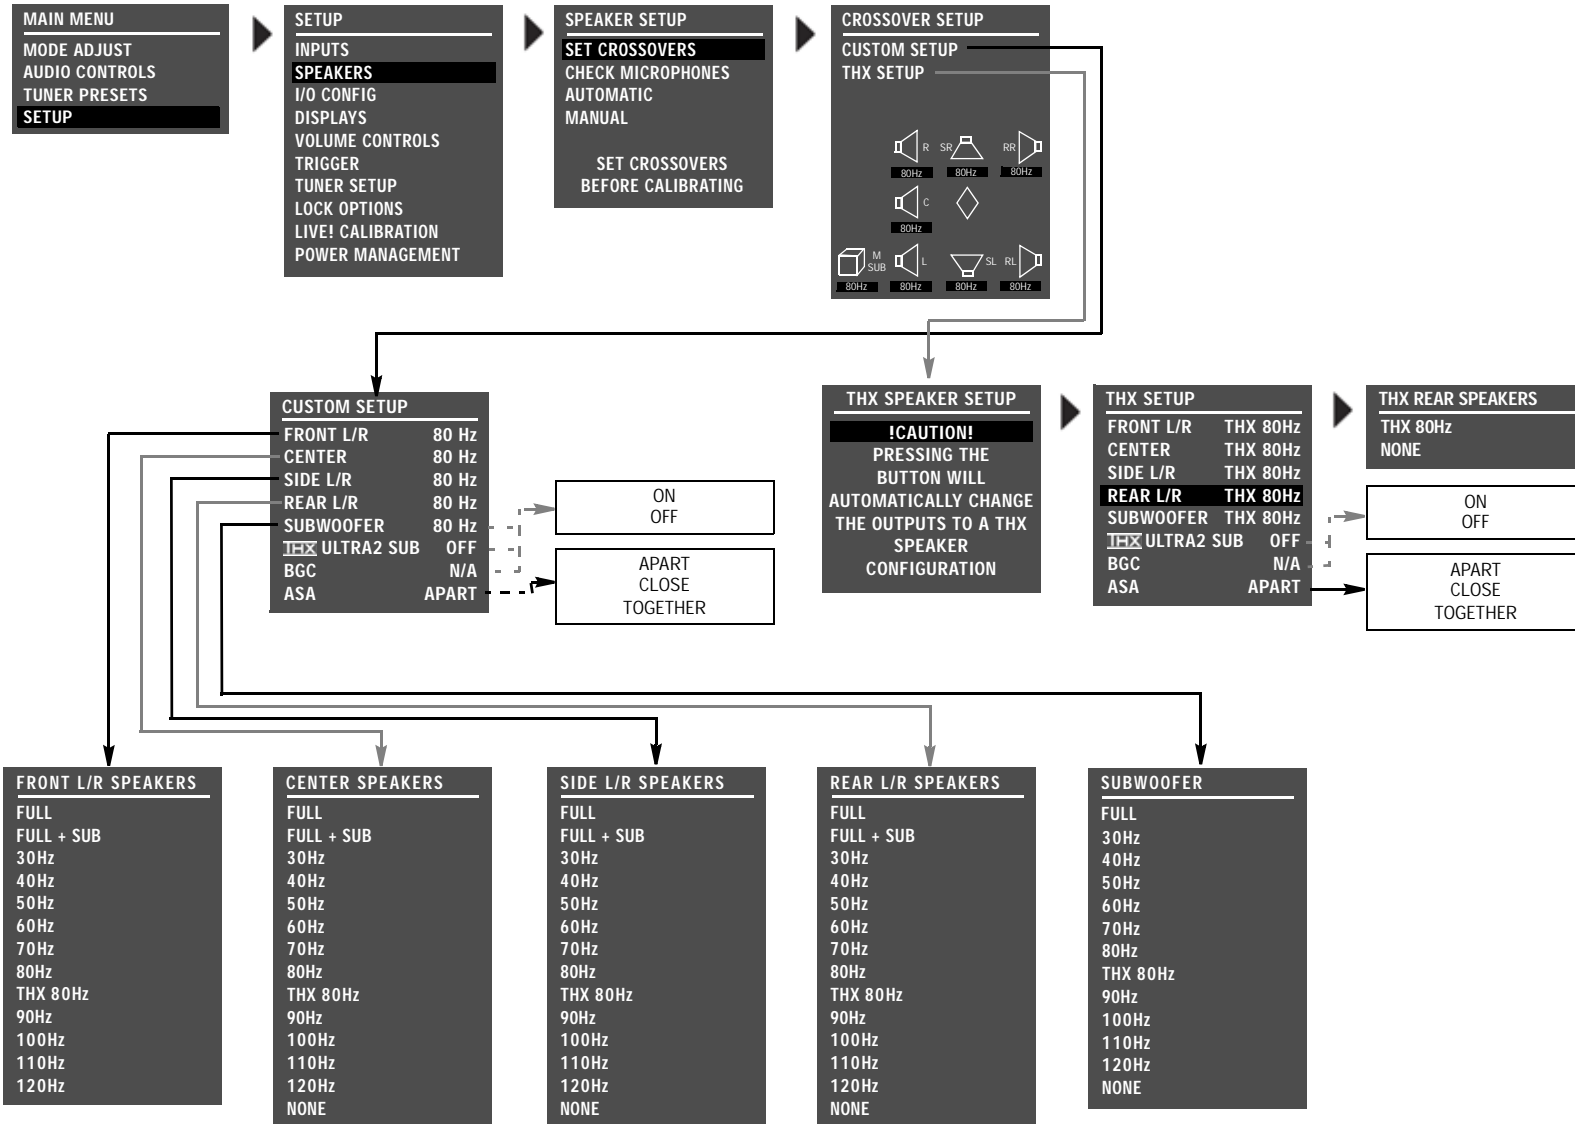 MAIN MENU
MODE ADJUST
AUDIO CONTROLS
TUNER PRESETS
SETUP
SETUP
INPUTS
SPEAKERS
I/O CONFIG
DISPLAYS
VOLUME CONTROLS
TRIGGER
TUNER SETUP
LOCK OPTIONS
LIVE! CALIBRATION
POWER MANAGEMENT
SPEAKER SETUP
SET CROSSOVERS
CHECK MICROPHONES
AUTOMATIC
MANUAL
SET CROSSOVERS
BEFORE CALIBRATING
CROSSOVER SETUP
CUSTOM SETUP
THX SETUP
R SR RR
80Hz 80Hz 80Hz
C
80Hz
M
SUB L SL RL
80Hz 80Hz 80Hz 80Hz
CUSTOM SETUP
FRONT L/R 80 Hz
CENTER 80 Hz
SIDE L/R 80 Hz
REAR L/R 80 Hz
SUBWOOFER 80 Hz
THX ULTRA2 SUB OFF
BGC N/A
ASA APART
ON
OFF
APART
CLOSE
TOGETHER
THX SPEAKER SETUP
!CAUTION!
PRESSING THE
BUTTON WILL
AUTOMATICALLY CHANGE
THE OUTPUTS TO A THX
SPEAKER
CONFIGURATION
THX SETUP
FRONT L/R THX 80Hz
CENTER THX 80Hz
SIDE L/R THX 80Hz
REAR L/R THX 80Hz
SUBWOOFER THX 80Hz
THX ULTRA2 SUB OFF
BGC N/A
ASA APART
THX REAR SPEAKERS
THX 80Hz
NONE
ON
OFF
APART
CLOSE
TOGETHER
FRONT L/R SPEAKERS
FULL
FULL + SUB
30Hz
40Hz
50Hz
60Hz
70Hz
80Hz
THX 80Hz
90Hz
100Hz
110Hz
120Hz
CENTER SPEAKERS
FULL
FULL + SUB
30Hz
40Hz
50Hz
60Hz
70Hz
80Hz
THX 80Hz
90Hz
100Hz
110Hz
120Hz
NONE
SIDE L/R SPEAKERS
FULL
FULL + SUB
30Hz
40Hz
50Hz
60Hz
70Hz
80Hz
THX 80Hz
90Hz
100Hz
110Hz
120Hz
NONE
REAR L/R SPEAKERS
FULL
FULL + SUB
30Hz
40Hz
50Hz
60Hz
70Hz
80Hz
THX 80Hz
90Hz
100Hz
110Hz
120Hz
NONE
SUBWOOFER
FULL
30Hz
40Hz
50Hz
60Hz
70Hz
80Hz
THX 80Hz
90Hz
100Hz
110Hz
120Hz
NONE